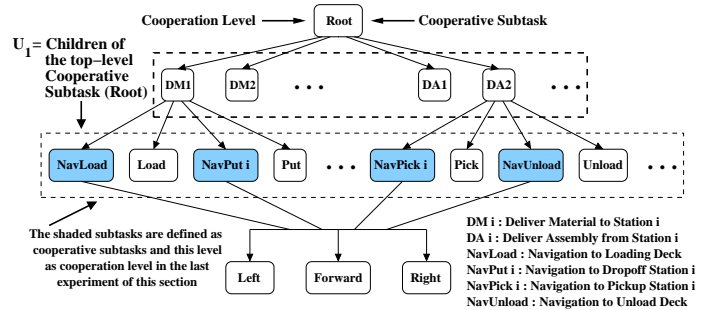 Cooperation Level
Root
Cooperative Subtask
U1 = Children of
the top−level
Cooperative
Subtask (Root)
DM1
DM2
• • •
DA1
DA2
• • •
NavLoad
Load
NavPut i
Put
• • •
NavPick i
Pick
NavUnload
Unload
• • •
The shaded subtasks are defined as
cooperative subtasks and this level
as cooperation level in the last
experiment of this section
Left
Forward
Right
DM i : Deliver Material to Station i
DA i : Deliver Assembly from Station i
NavLoad : Navigation to Loading Deck
NavPut i : Navigation to Dropoff Station i
NavPick i : Navigation to Pickup Station i
NavUnload : Navigation to Unload Deck